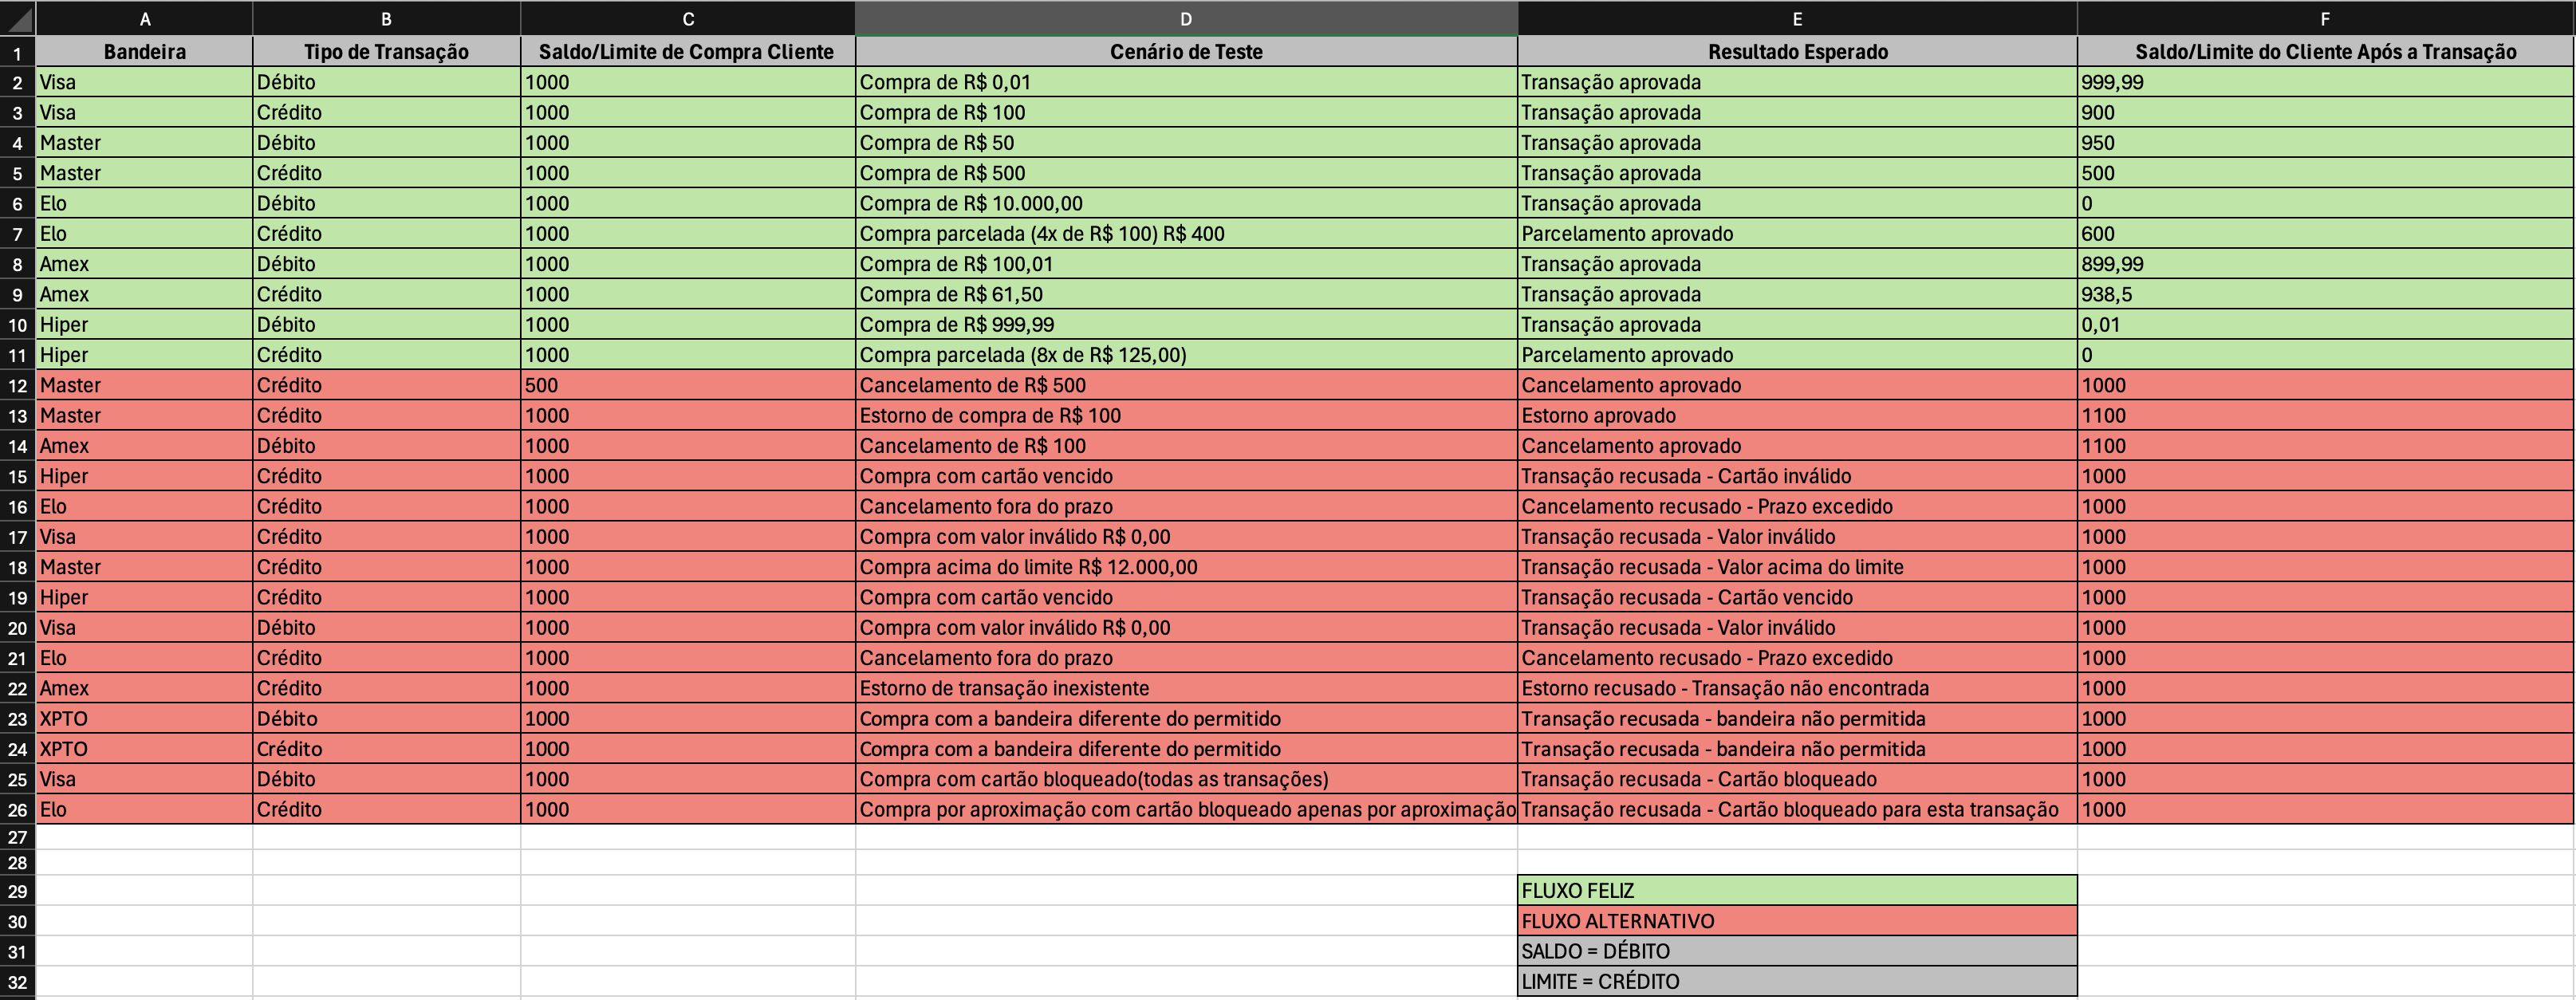 A B C D E F
1 Bandeira Tipo de Transação Saldo/Limite de Compra Cliente Cenário de Teste Resultado Esperado Saldo/Limite do Cliente Após a Transação
2 Visa Débito 1000 Compra de R$ 0,01 Transação aprovada 999,99
3 Visa Crédito 1000 Compra de R$ 100 Transação aprovada 900
4 Master Débito 1000 Compra de R$ 50 Transação aprovada 950
5 Master Crédito 1000 Compra de R$ 500 Transação aprovada 500
6 Elo Débito 1000 Compra de R$ 10.000,00 Transação aprovada 0
7 Elo Crédito 1000 Compra parcelada (4x de R$ 100) R$ 400 Parcelamento aprovado 600
8 Amex Débito 1000 Compra de R$ 100,01 Transação aprovada 899,99
9 Amex Crédito 1000 Compra de R$ 61,50 Transação aprovada 938,5
10 Hiper Débito 1000 Compra de R$ 999,99 Transação aprovada 0,01
11 Hiper Crédito 1000 Compra parcelada (8x de R$ 125,00) Parcelamento aprovado 0
12 Master Crédito 500 Cancelamento de R$ 500 Cancelamento aprovado 1000
13 Master Crédito 1000 Estorno de compra de R$ 100 Estorno aprovado 1100
14 Amex Débito 1000 Cancelamento de R$ 100 Cancelamento aprovado 1100
15 Hiper Crédito 1000 Compra com cartão vencido Transação recusada - Cartão inválido 1000
16 Elo Crédito 1000 Cancelamento fora do prazo Cancelamento recusado - Prazo excedido 1000
17 Visa Crédito 1000 Compra com valor inválido R$ 0,00 Transação recusada - Valor inválido 1000
18 Master Crédito 1000 Compra acima do limite R$ 12.000,00 Transação recusada - Valor acima do limite 1000
19 Hiper Crédito 1000 Compra com cartão vencido Transação recusada - Cartão vencido 1000
20 Visa Débito 1000 Compra com valor inválido R$ 0,00 Transação recusada - Valor inválido 1000
21 Elo Crédito 1000 Cancelamento fora do prazo Cancelamento recusado - Prazo excedido 1000
22 Amex Crédito 1000 Estorno de transação inexistente Estorno recusado - Transação não encontrada 1000
23 XPTO Débito 1000 Compra com a bandeira diferente do permitido Transação recusada - bandeira não permitida 1000
24 XPTO Crédito 1000 Compra com a bandeira diferente do permitido Transação recusada - bandeira não permitida 1000
25 Visa Débito 1000 Compra com cartão bloqueado(todas as transações) Transação recusada - Cartão bloqueado 1000
26 Elo Crédito 1000 Compra por aproximação com cartão bloqueado apenas por aproximação Transação recusada - Cartão bloqueado para esta transação 1000
27
28
29 FLUXO FELIZ
30 FLUXO ALTERNATIVO
31 SALDO = DÉBITO
32 LIMITE = CRÉDITO